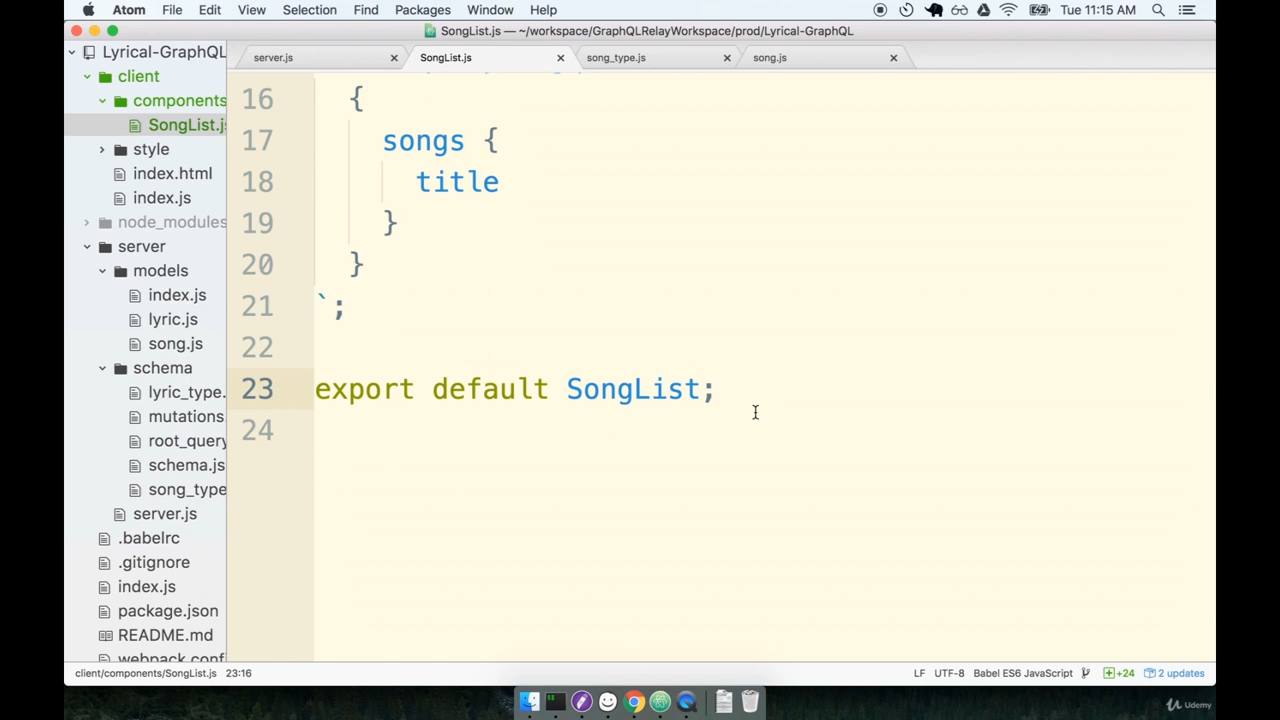 Atom File Edit View Selection Find Packages Window Help Tue 11:15 AM
SongList.js — ~/workspace/GraphQLRelayWorkspace/prod/Lyrical-GraphQL
Lyrical-GraphQL
client
components
SongList.js
style
index.html
index.js
node_modules
server
models
index.js
lyric.js
song.js
schema
lyric_type.
mutations
root_query
schema.js
song_type
server.js
.babelrc
.gitignore
index.js
package.json
README.md
webpack.conf
server.js SongList.js song_type.js song.js
16 {
17 songs {
18 title
19 }
20 }
21 `;
22
23 export default SongList;
24
client/components/SongList.js 23:16 LF UTF-8 Babel ES6 JavaScript +24 2 updates
Udemy